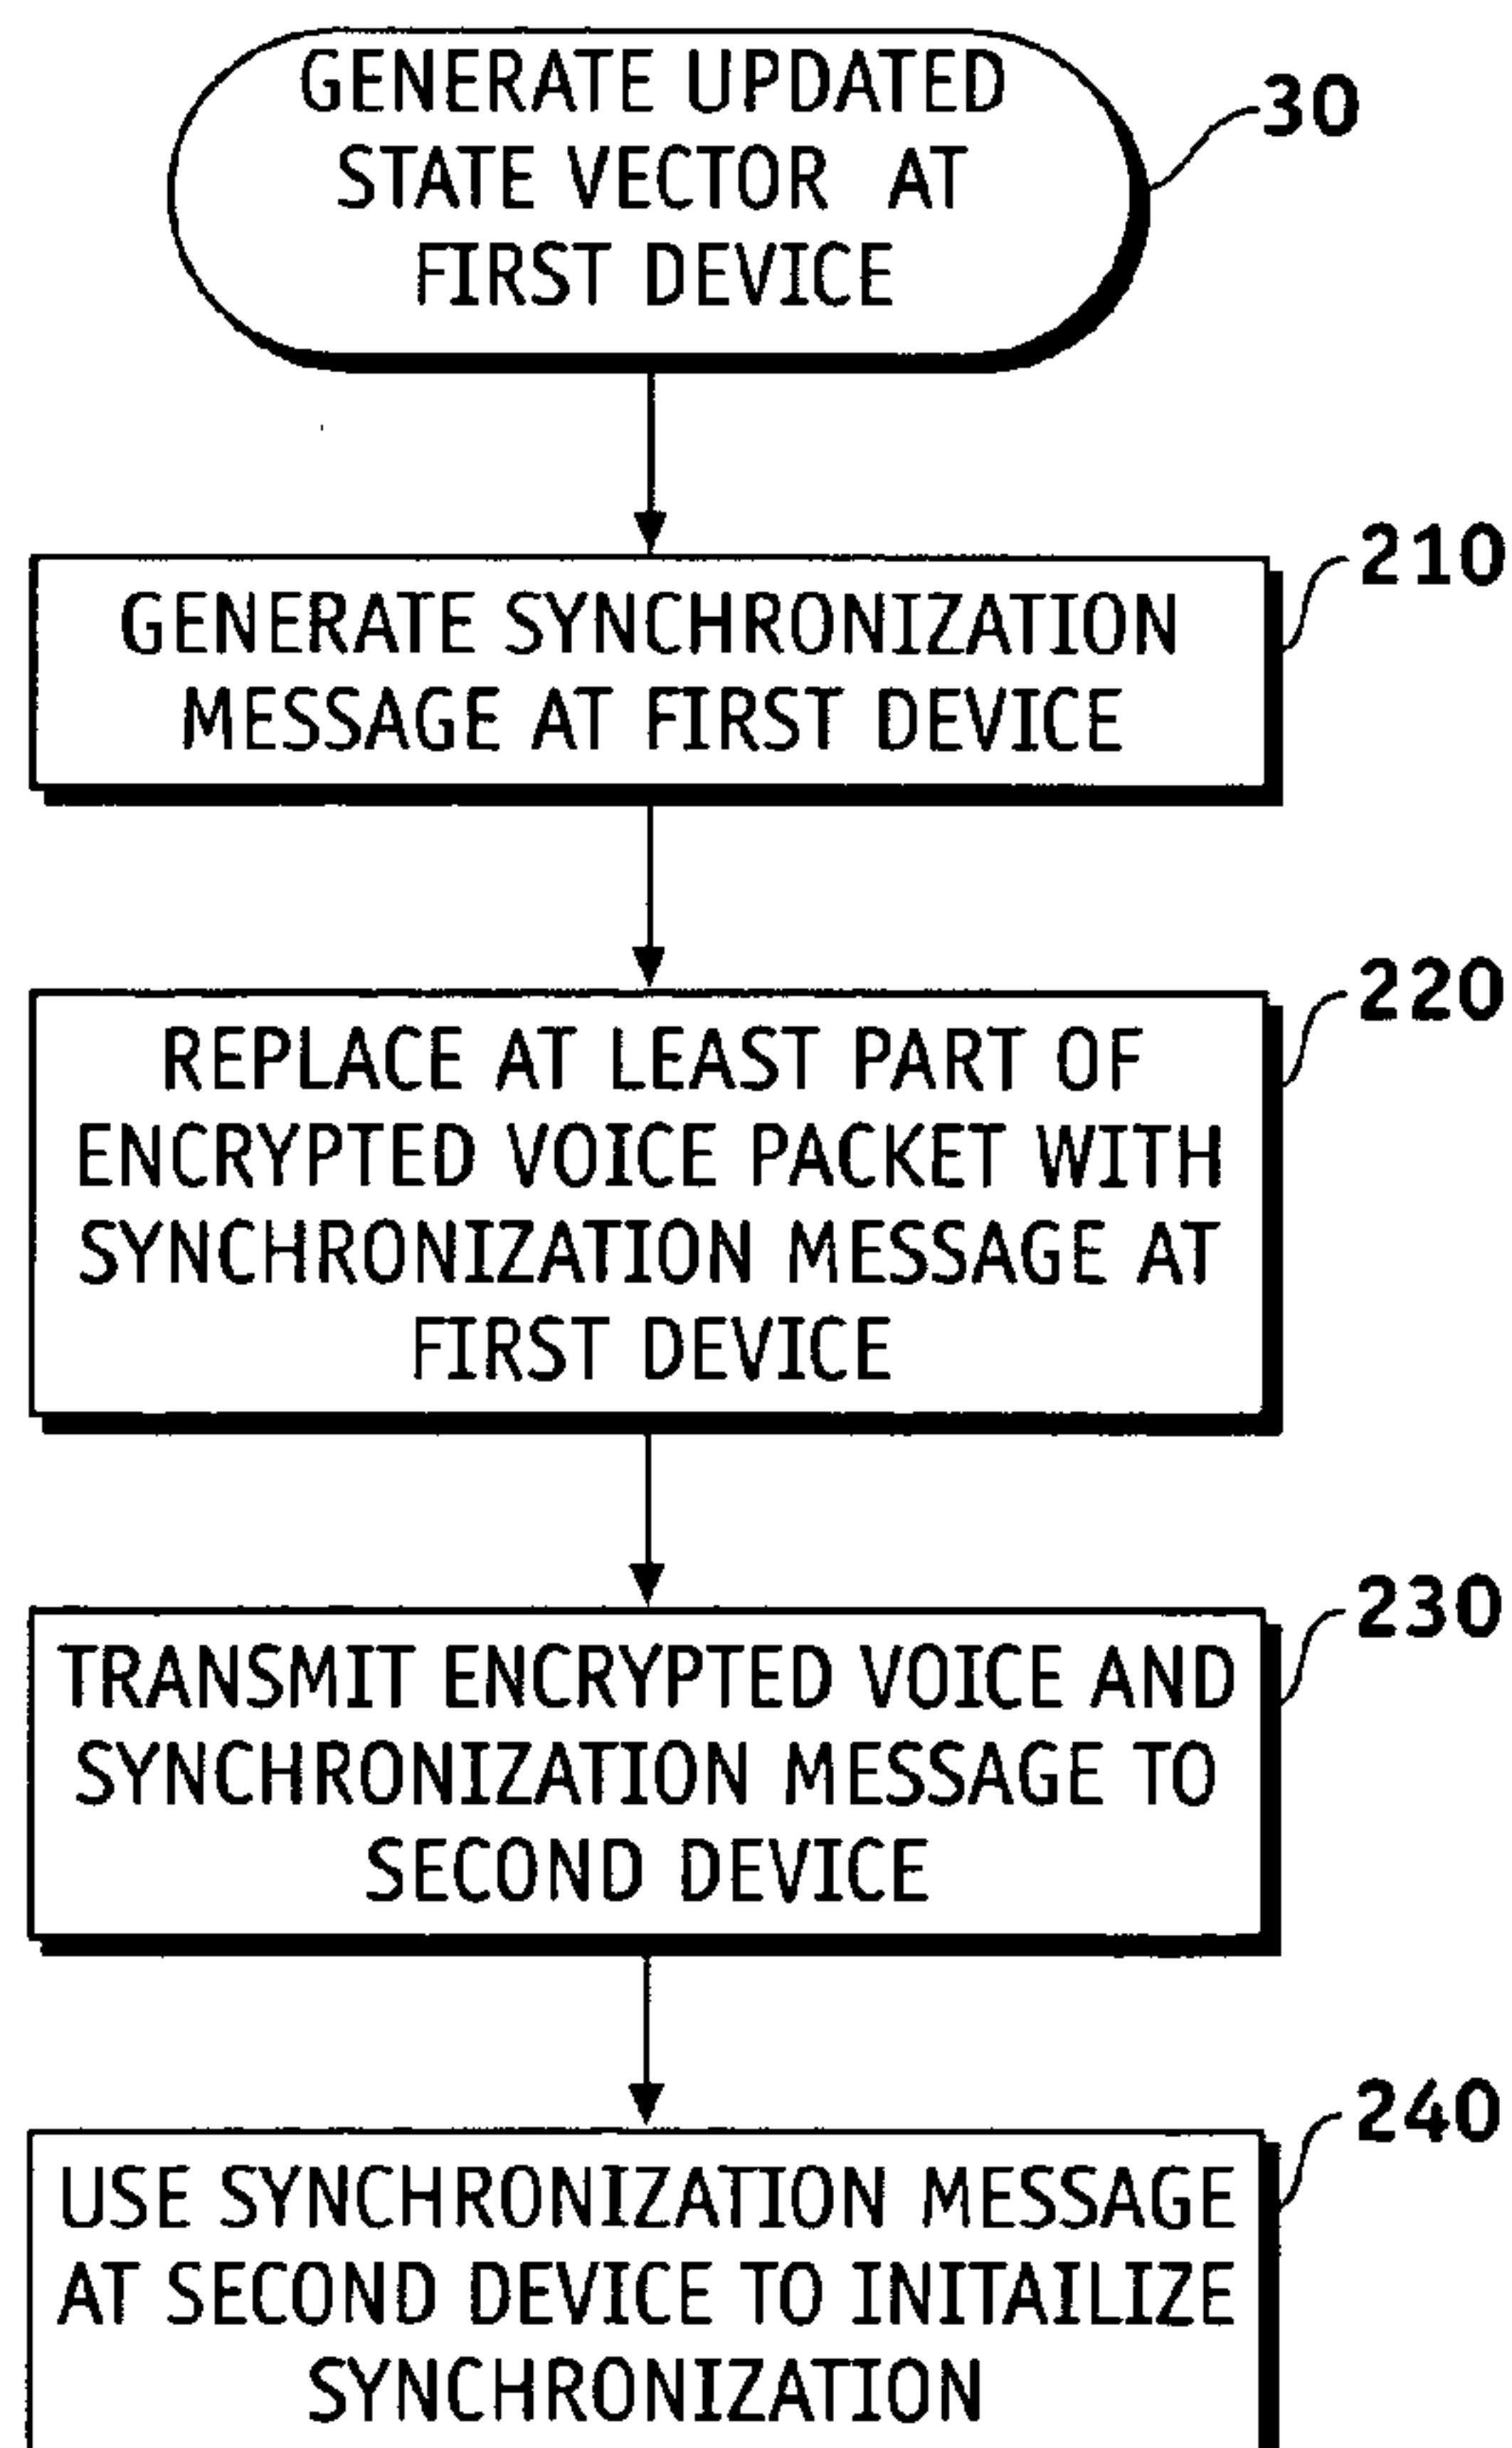 GENERATE UPDATED
STATE VECTOR AT
FIRST DEVICE
30
GENERATE SYNCHRONIZATION
MESSAGE AT FIRST DEVICE
210
REPLACE AT LEAST PART OF
ENCRYPTED VOICE PACKET WITH
SYNCHRONIZATION MESSAGE AT
FIRST DEVICE
220
TRANSMIT ENCRYPTED VOICE AND
SYNCHRONIZATION MESSAGE TO
SECOND DEVICE
230
USE SYNCHRONIZATION MESSAGE
AT SECOND DEVICE TO INITAILIZE
SYNCHRONIZATION
240